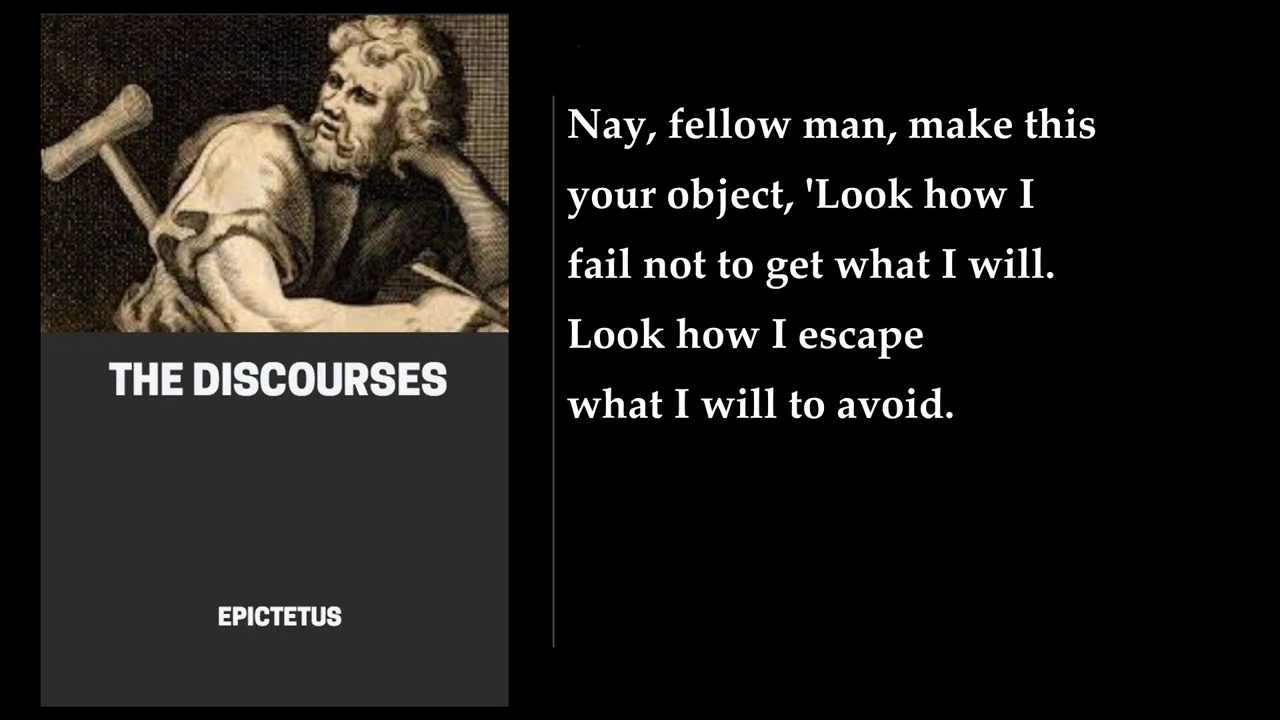 THE DISCOURSES
EPICTETUS
Nay, fellow man, make this
your object, 'Look how I
fail not to get what I will.
Look how I escape
what I will to avoid.